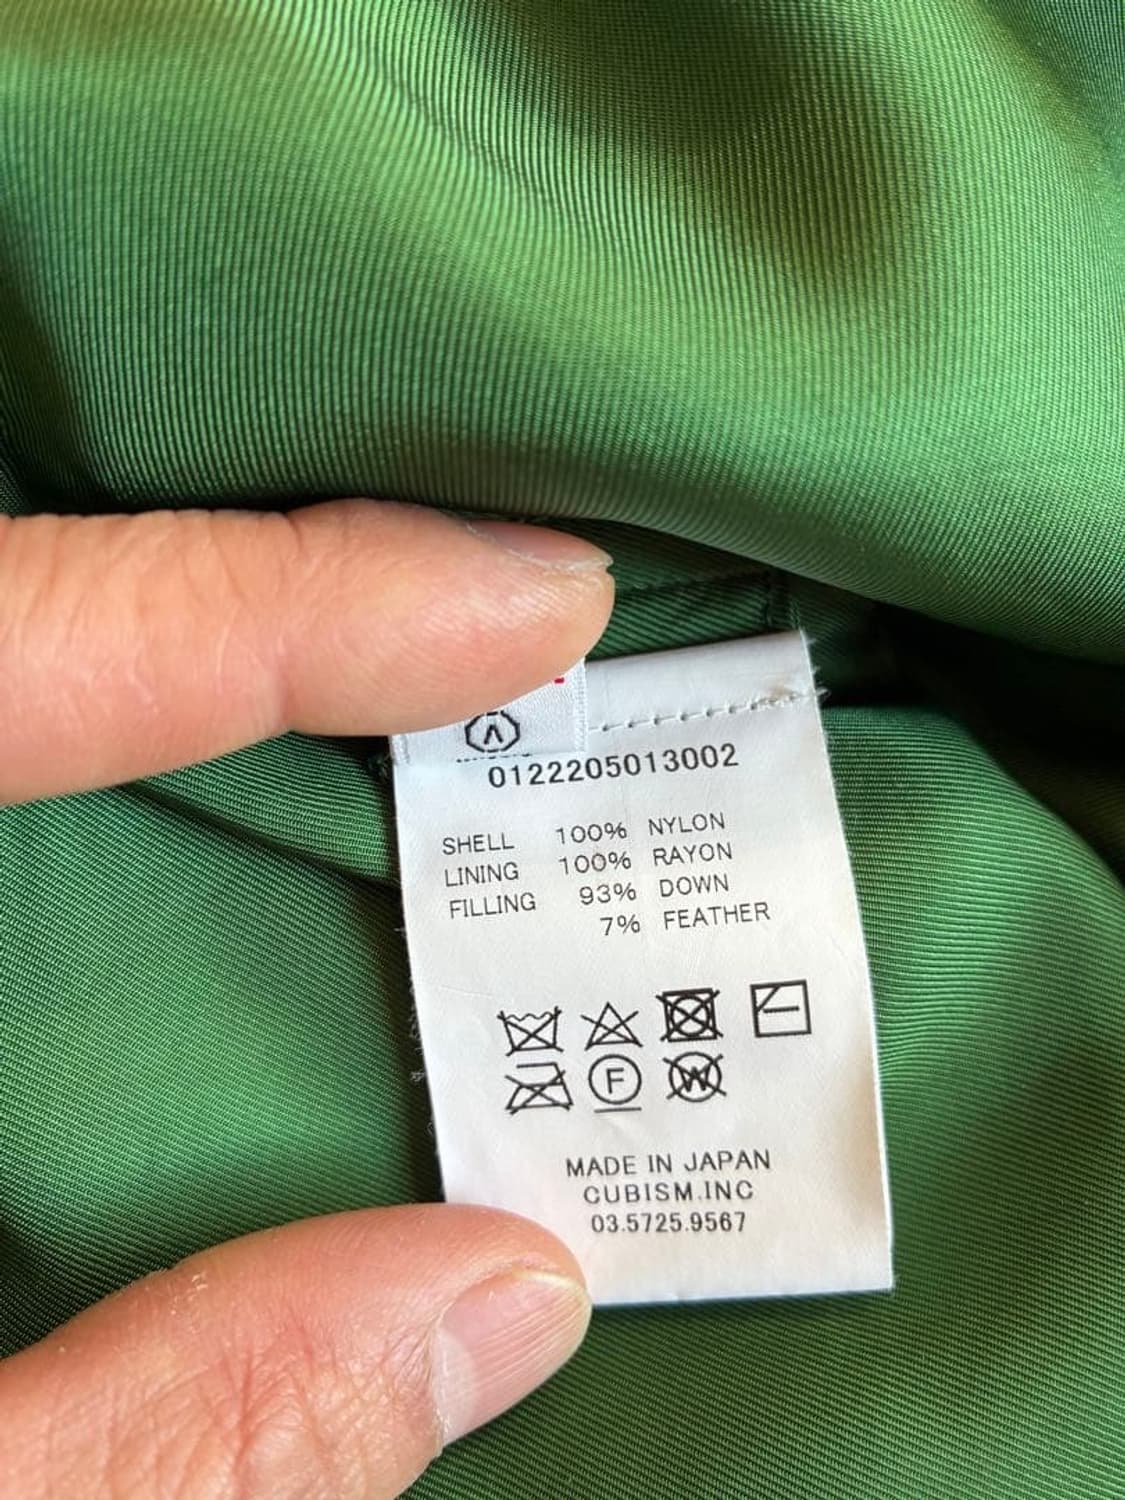 0122205013002
SHELL 100% NYLON
LINING 100% RAYON
FILLING 93% DOWN
7% FEATHER
F W
MADE IN JAPAN
CUBISM.INC
03.5725.9567